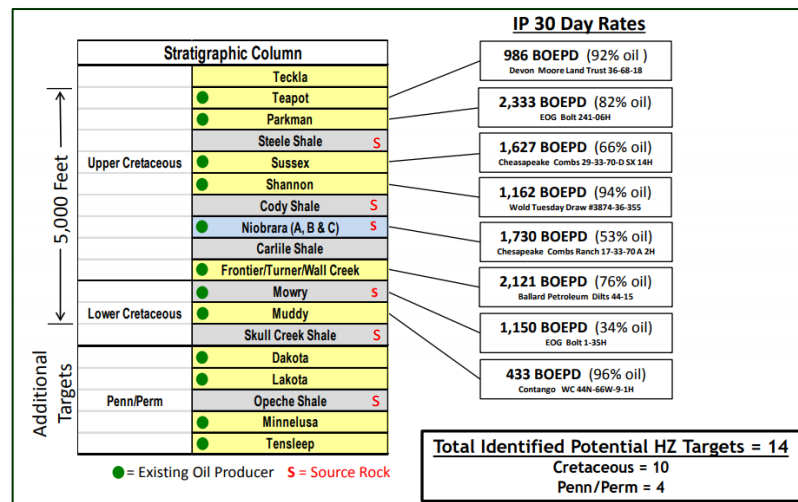 IP 30 Day Rates
Stratigraphic Column
Teckla
Teapot
Parkman
Steele Shale S
Upper Cretaceous Sussex
Shannon
Cody Shale S
Niobrara (A, B & C) S
Carlile Shale
Frontier/Turner/Wall Creek
Mowry S
Lower Cretaceous Muddy
Skull Creek Shale S
Dakota
Lakota
Penn/Perm Opeche Shale S
Minnelusa
Tensleep
5,000 Feet
Additional
Targets
= Existing Oil Producer S = Source Rock
986 BOEPD (92% oil )
Devon Moore Land Trust 36-68-18
2,333 BOEPD (82% oil)
EOG Bolt 241-06H
1,627 BOEPD (66% oil)
Cheasapeake Combs 29-33-70-D SX 14H
1,162 BOEPD (94% oil)
Wold Tuesday Draw #3874-36-355
1,730 BOEPD (53% oil)
Chesapeake Combs Ranch 17-33-70 A 2H
2,121 BOEPD (76% oil)
Ballard Petroleum Dilts 44-15
1,150 BOEPD (34% oil)
EOG Bolt 1-35H
433 BOEPD (96% oil)
Contango WC 44N-66W-9-1H
Total Identified Potential HZ Targets = 14
Cretaceous = 10
Penn/Perm = 4